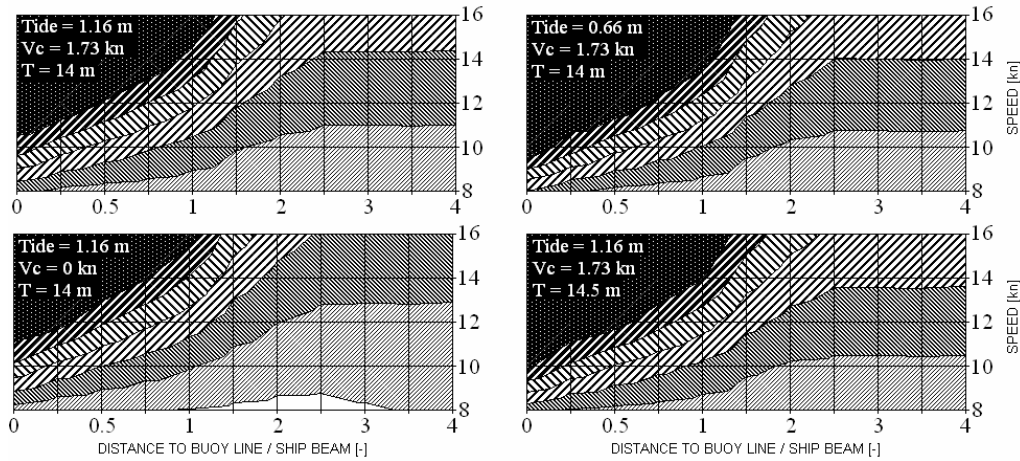 Tide = 1.16 m
Vc = 1.73 kn
T = 14 m
16
14
12
10
8
0
0.5
1
2
3
4
Tide = 0.66 m
Vc = 1.73 kn
T = 14 m
16
14
12
10
8
SPEED [kn]
0
0.5
1
2
3
4
Tide = 1.16 m
Vc = 0 kn
T = 14 m
16
14
12
10
8
0
0.5
1
2
3
4
DISTANCE TO BUOY LINE / SHIP BEAM [-]
Tide = 1.16 m
Vc = 1.73 kn
T = 14.5 m
16
14
12
10
8
SPEED [kn]
0
0.5
1
2
3
4
DISTANCE TO BUOY LINE / SHIP BEAM [-]